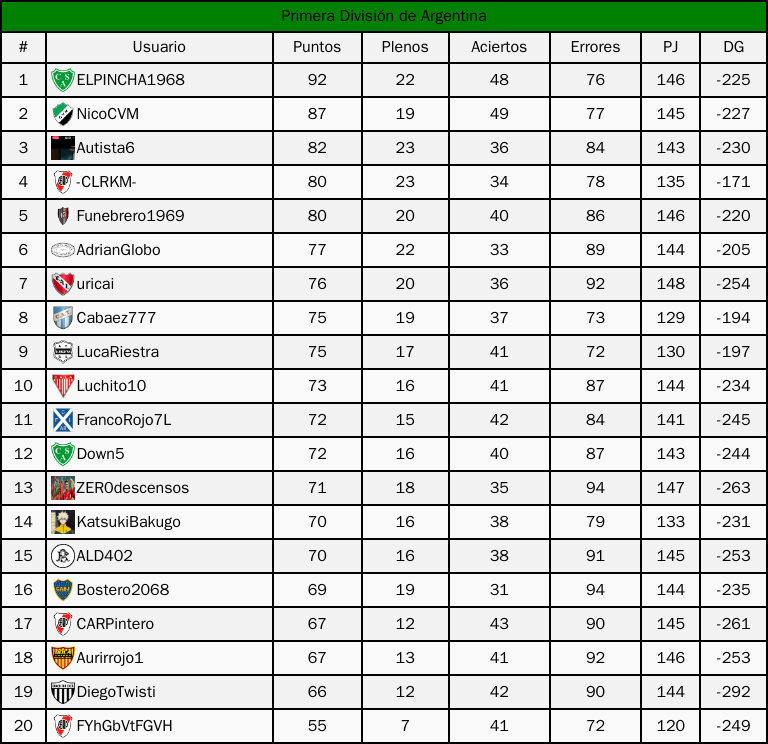 Primera División de Argentina
# Usuario Puntos Plenos Aciertos Errores PJ DG
1 ELPINCHA1968 92 22 48 76 146 -225
2 NicoCVM 87 19 49 77 145 -227
3 Autista6 82 23 36 84 143 -230
4 -CLRKM- 80 23 34 78 135 -171
5 Funebrero1969 80 20 40 86 146 -220
6 AdrianGlobo 77 22 33 89 144 -205
7 uricai 76 20 36 92 148 -254
8 Cabaez777 75 19 37 73 129 -194
9 LucaRiestra 75 17 41 72 130 -197
10 Luchito10 73 16 41 87 144 -234
11 FrancoRojo7L 72 15 42 84 141 -245
12 Down5 72 16 40 87 143 -244
13 ZER0descensos 71 18 35 94 147 -263
14 KatsukiBakugo 70 16 38 79 133 -231
15 ALD402 70 16 38 91 145 -253
16 Bostero2068 69 19 31 94 144 -235
17 CARPintero 67 12 43 90 145 -261
18 Aurirrojo1 67 13 41 92 146 -253
19 DiegoTwisti 66 12 42 90 144 -292
20 FYhGbVtFGVH 55 7 41 72 120 -249